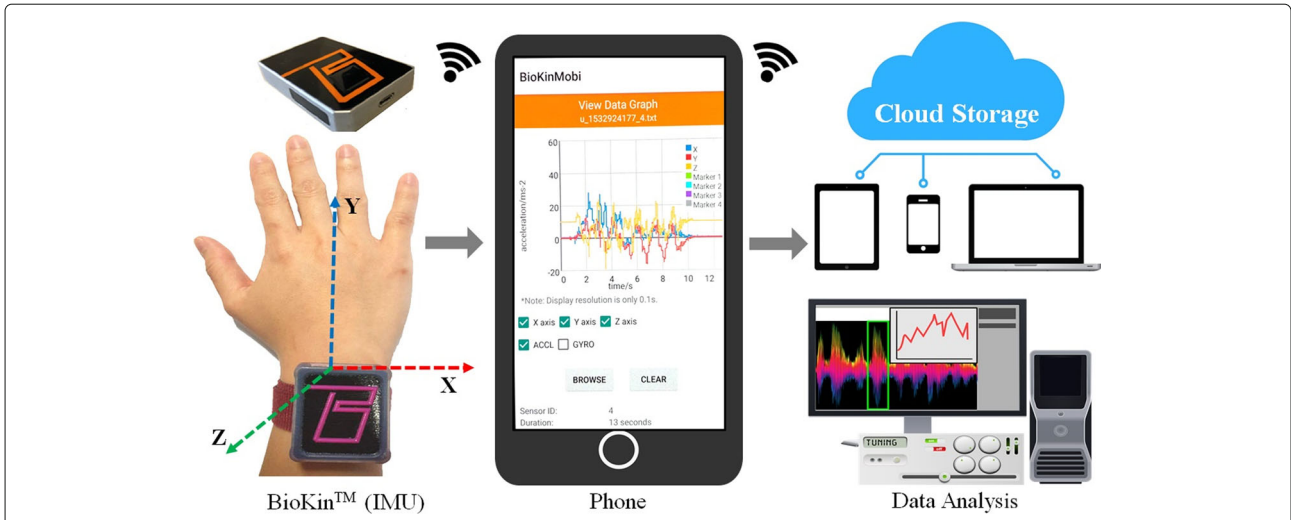 BioKinMobi
View Data Graph
u_1532924177_4.txt
Cloud Storage
60
40
20
0
-20
acceleration/ms-2
X
Y
Z
Marker 1
Marker 2
Marker 3
Marker 4
0 2 4 6 8 10 12
time/s
*Note: Display resolution is only 0.1s.
X axis Y axis Z axis
ACCL GYRO
BROWSE CLEAR
Sensor ID: 4
Duration: 13 seconds
Y
X
Z
TUNING
BioKin™ (IMU)
Phone
Data Analysis